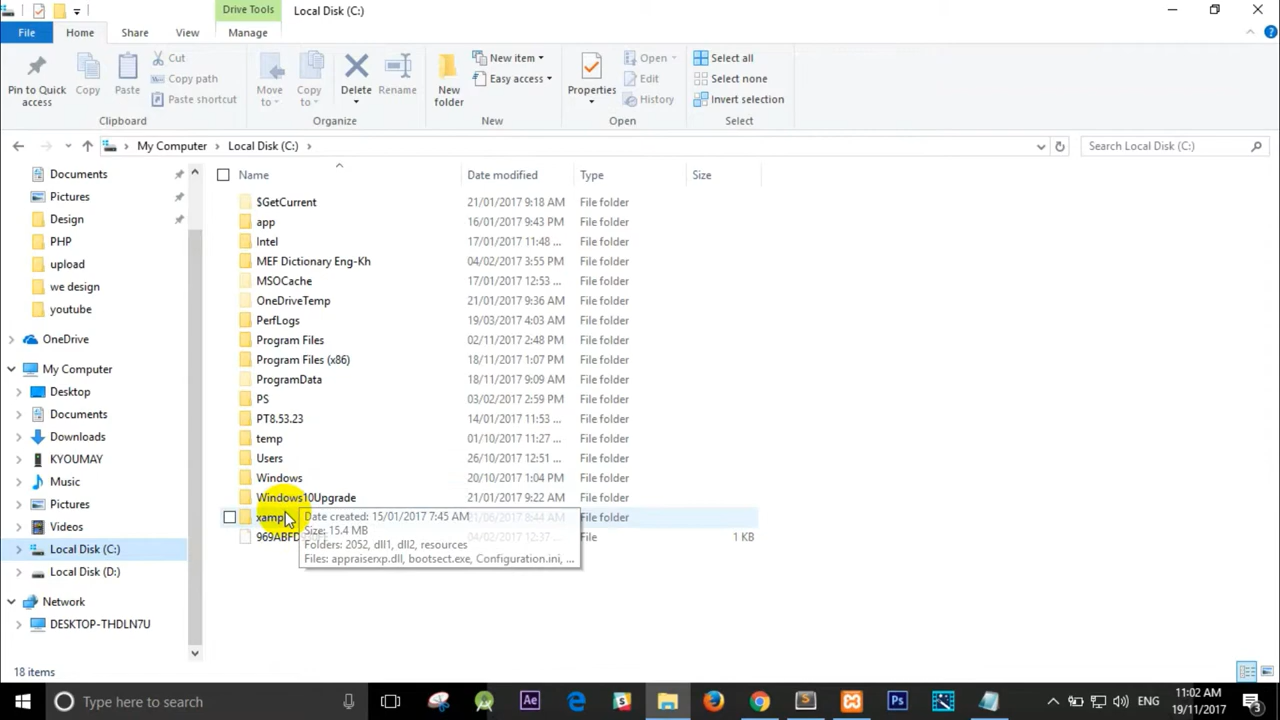 Drive Tools
Local Disk (C:)
File
Home
Share
View
Manage
Pin to Quick access
Copy
Paste
Cut
Copy path
Paste shortcut
Clipboard
Move to
Copy to
Delete
Rename
Organize
New folder
New item
Easy access
New
Properties
Open
Edit
History
Open
Select all
Select none
Invert selection
Select
My Computer
Local Disk (C:)
Search Local Disk (C:)
Name
Date modified
Type
Size
Documents
Pictures
Design
PHP
upload
we design
youtube
OneDrive
My Computer
Desktop
Documents
Downloads
KYOUMAY
Music
Pictures
Videos
Local Disk (C:)
Local Disk (D:)
Network
DESKTOP-THDLN7U
$GetCurrent 21/01/2017 9:18 AM File folder
app 16/01/2017 9:43 PM File folder
Intel 17/01/2017 11:48 ... File folder
MEF Dictionary Eng-Kh 04/02/2017 3:55 PM File folder
MSOCache 17/01/2017 12:53 ... File folder
OneDriveTemp 21/01/2017 9:36 AM File folder
PerfLogs 19/03/2017 4:03 AM File folder
Program Files 02/11/2017 2:48 PM File folder
Program Files (x86) 18/11/2017 1:07 PM File folder
ProgramData 18/11/2017 9:09 AM File folder
PS 03/02/2017 2:59 PM File folder
PT8.53.23 14/01/2017 11:53 ... File folder
temp 01/10/2017 11:27 ... File folder
Users 26/10/2017 12:51 ... File folder
Windows 20/10/2017 1:04 PM File folder
Windows10Upgrade 21/01/2017 9:22 AM File folder
File folder
File 1 KB
Date created: 15/01/2017 7:45 AM
Size: 15.4 MB
Folders: 2052, dll1, dll2, resources
Files: appraiserxp.dll, bootsect.exe, Configuration.ini, ...
18 items
Type here to search
Ae
Ps
ENG
11:02 AM
19/11/2017
3